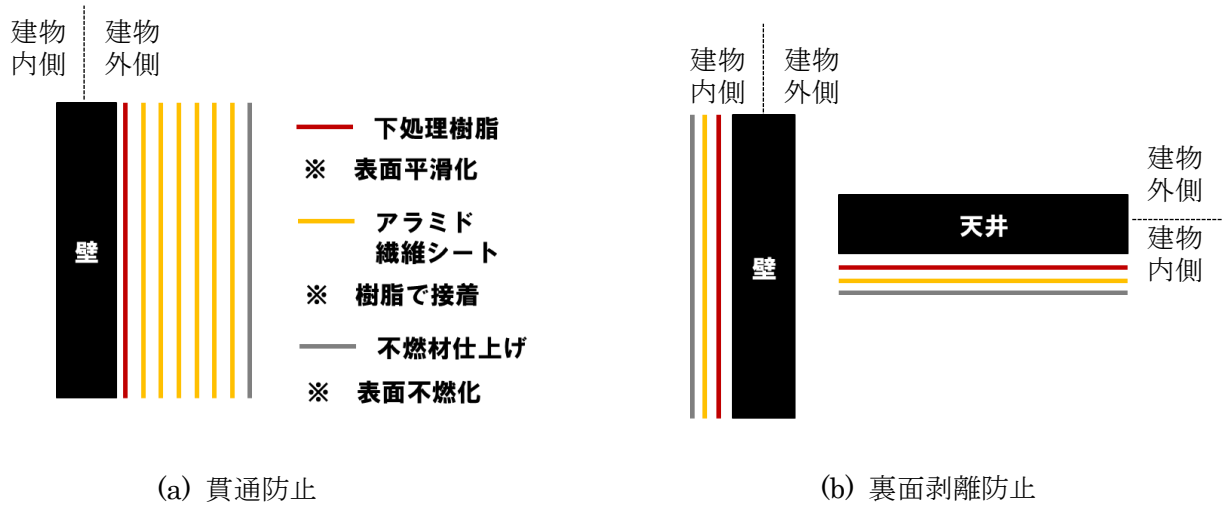 建物
内側
建物
外側
壁
下処理樹脂
※ 表面平滑化
アラミド
繊維シート
※ 樹脂で接着
不燃材仕上げ
※ 表面不燃化
(a) 貫通防止
建物
内側
建物
外側
壁
天井
建物
外側
建物
内側
(b) 裏面剥離防止